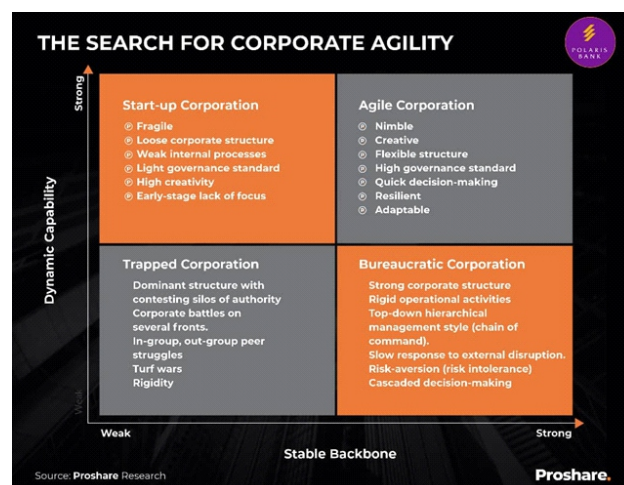 THE SEARCH FOR CORPORATE AGILITY
POLARIS
BANK
Strong
Dynamic Capability
Weak
Start-up Corporation
Fragile
Loose corporate structure
Weak internal processes
Light governance standard
High creativity
Early-stage lack of focus
Agile Corporation
Nimble
Creative
Flexible structure
High governance standard
Quick decision-making
Resilient
Adaptable
Trapped Corporation
Dominant structure with
contesting silos of authority
Corporate battles on
several fronts.
In-group, out-group peer
struggles
Turf wars
Rigidity
Bureaucratic Corporation
Strong corporate structure
Rigid operational activities
Top-down hierarchical
management style (chain of
command).
Slow response to external disruption.
Risk-aversion (risk intolerance)
Cascaded decision-making
Weak
Strong
Stable Backbone
Source: Proshare Research
Proshare.